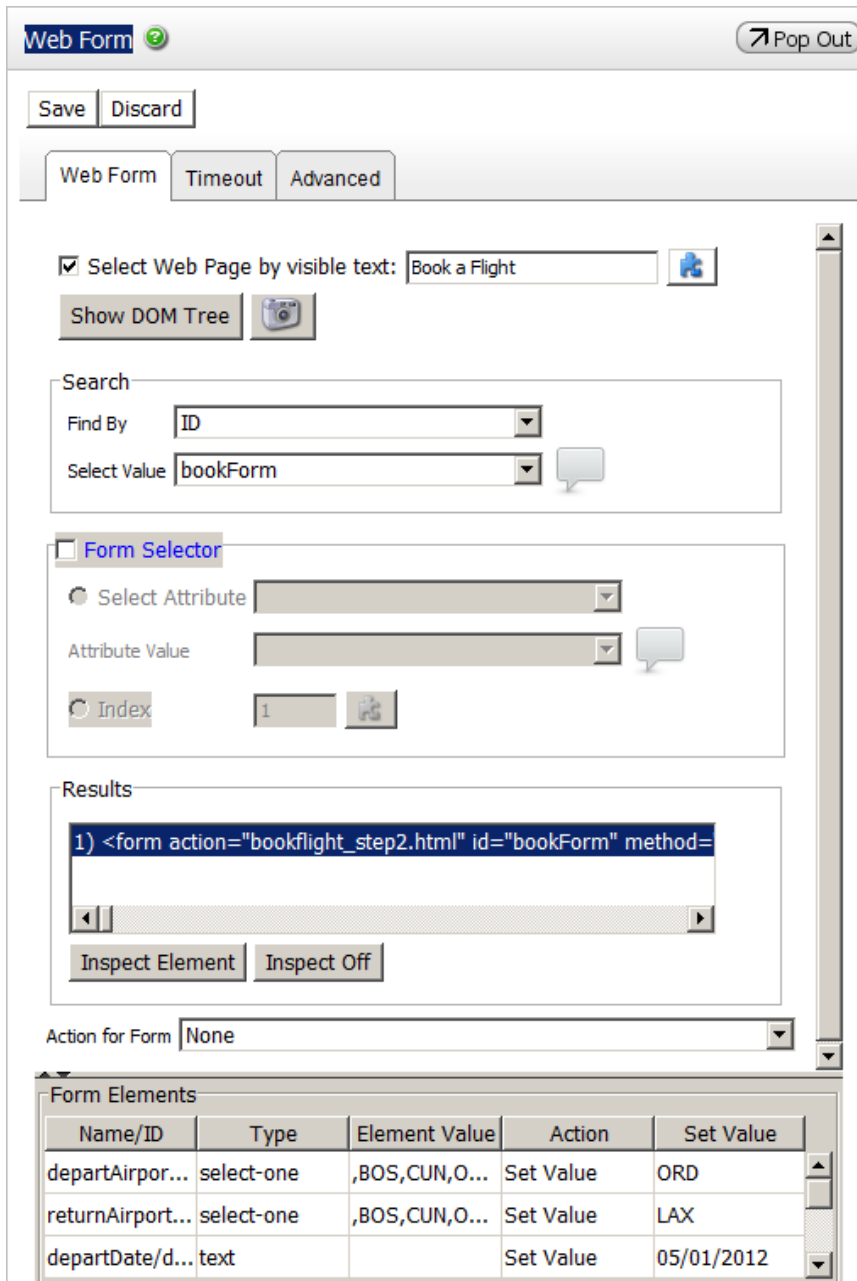 Web Form ?
Pop Out
Save Discard
Web Form Timeout Advanced
Select Web Page by visible text: Book a Flight
Show DOM Tree
Search
Find By ID
Select Value bookForm
Form Selector
Select Attribute
Attribute Value
Index 1
Results
1) <form action="bookflight_step2.html" id="bookForm" method=
Inspect Element Inspect Off
Action for Form None
Form Elements
Name/ID Type Element Value Action Set Value
departAirpor... select-one ,BOS,CUN,O... Set Value ORD
returnAirport... select-one ,BOS,CUN,O... Set Value LAX
departDate/d... text Set Value 05/01/2012